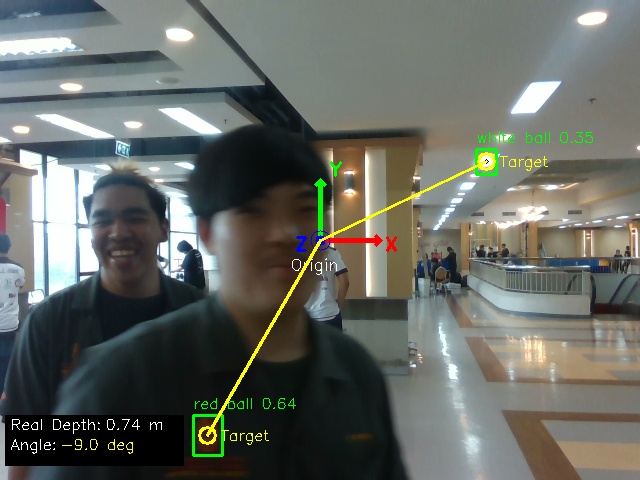 white ball 0.35
Target
Y
Z
X
Origin
red ball 0.64
Target
Real Depth: 0.74 m
Angle: −9.0 deg